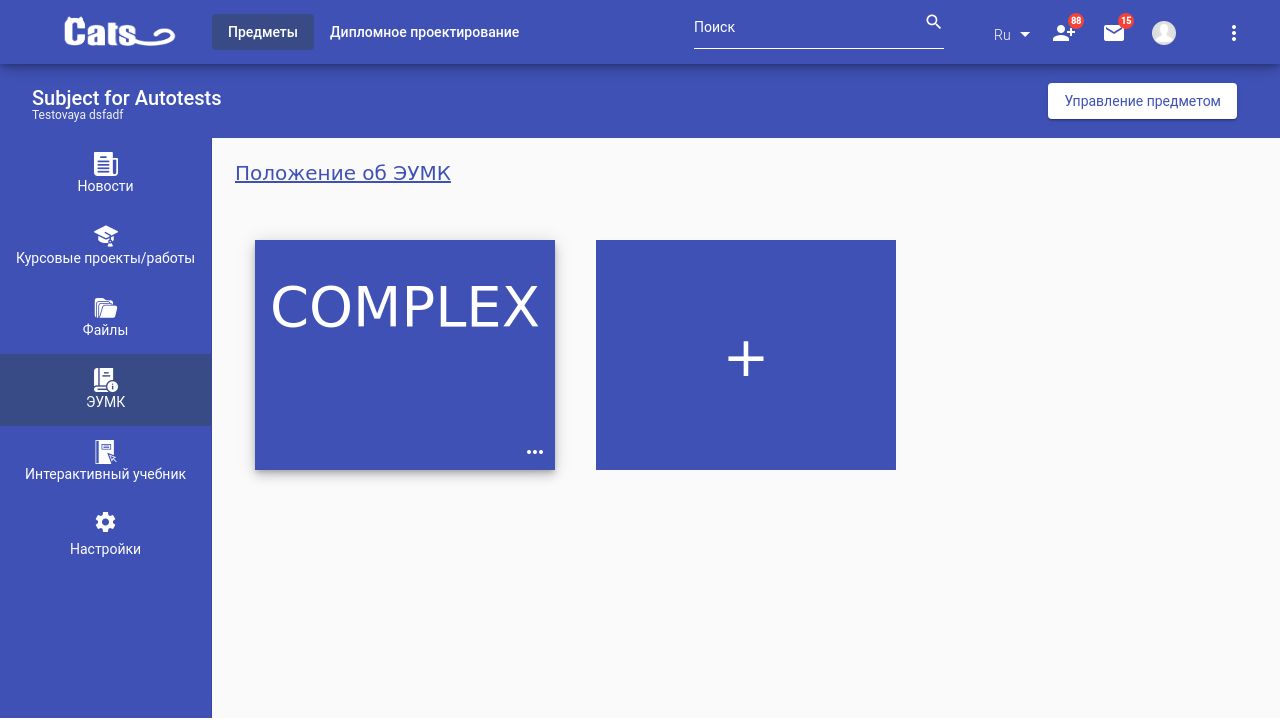 Cats
Предметы
Дипломное проектирование
Поиск
Ru
88
15
Subject for Autotests
Testovaya dsfadf
Управление предметом
Новости
Курсовые проекты/работы
Файлы
ЭУМК
Интерактивный учебник
Настройки
Положение об ЭУМК
COMPLEX
+